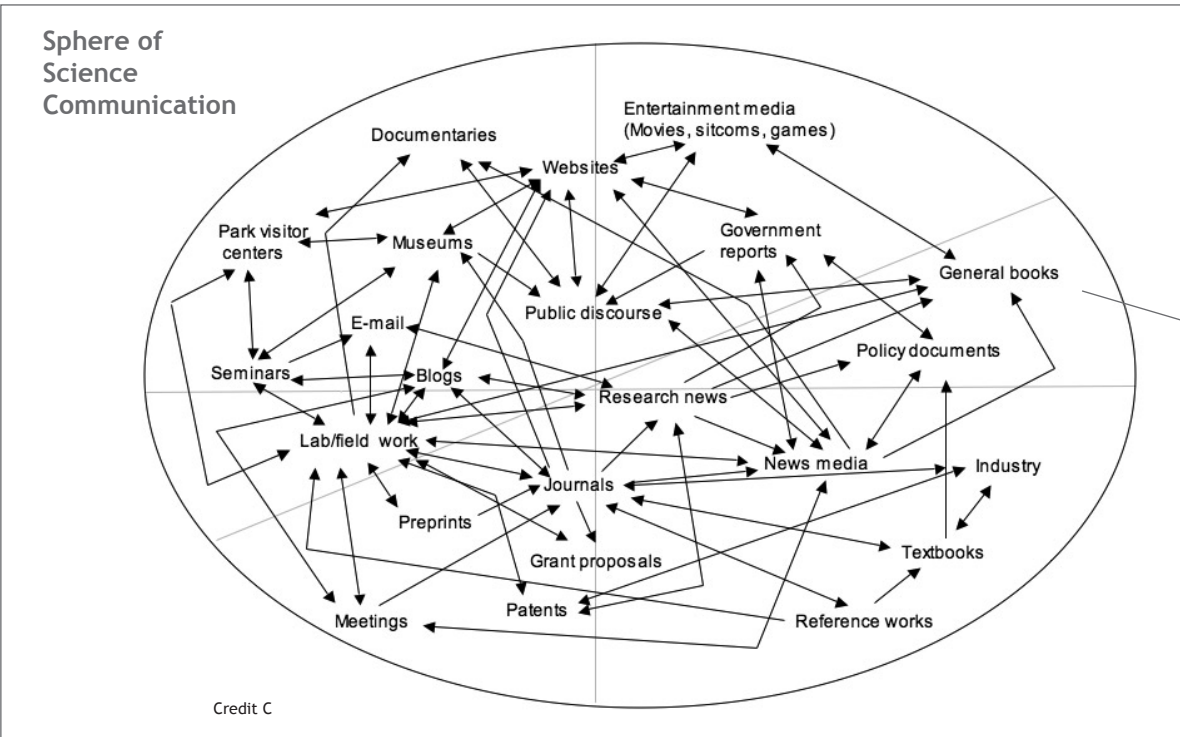 Sphere of
Science
Communication
Entertainment media
(Movies, sitcoms, games)
Documentaries
Websites
Park visitor
centers
Museums
Government
reports
General books
Public discourse
E-mail
Policy documents
Seminars
Blogs
Research news
Lab/field work
News media
Industry
Journals
Preprints
Grant proposals
Textbooks
Patents
Meetings
Reference works
Credit C